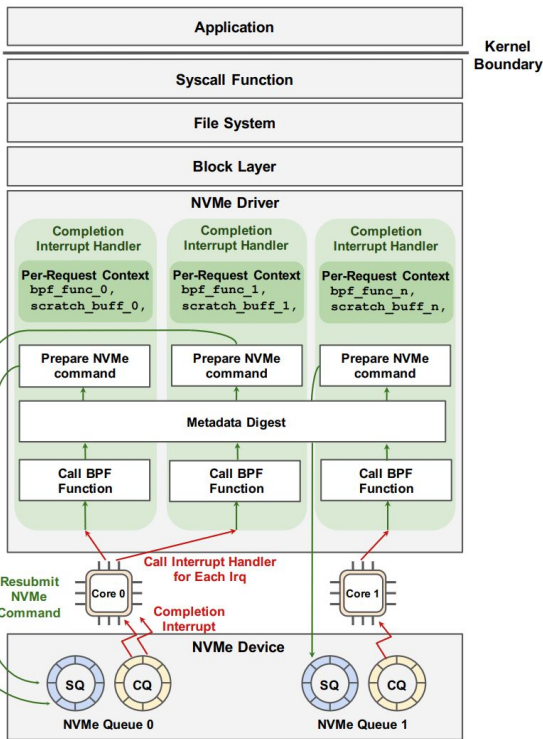 Application
Kernel
Boundary
Syscall Function
File System
Block Layer
NVMe Driver
Completion
Interrupt Handler
Completion
Interrupt Handler
Completion
Interrupt Handler
Per-Request Context
bpf_func_0,
scratch_buff_0,
Per-Request Context
bpf_func_1,
scratch_buff_1,
Per-Request Context
bpf_func_n,
scratch_buff_n,
Prepare NVMe
command
Prepare NVMe
command
Prepare NVMe
command
Metadata Digest
Call BPF
Function
Call BPF
Function
Call BPF
Function
Call Interrupt Handler
for Each Irq
Resubmit
NVMe
Command
Core 0
Core 1
Completion
Interrupt
NVMe Device
SQ
CQ
SQ
CQ
NVMe Queue 0
NVMe Queue 1